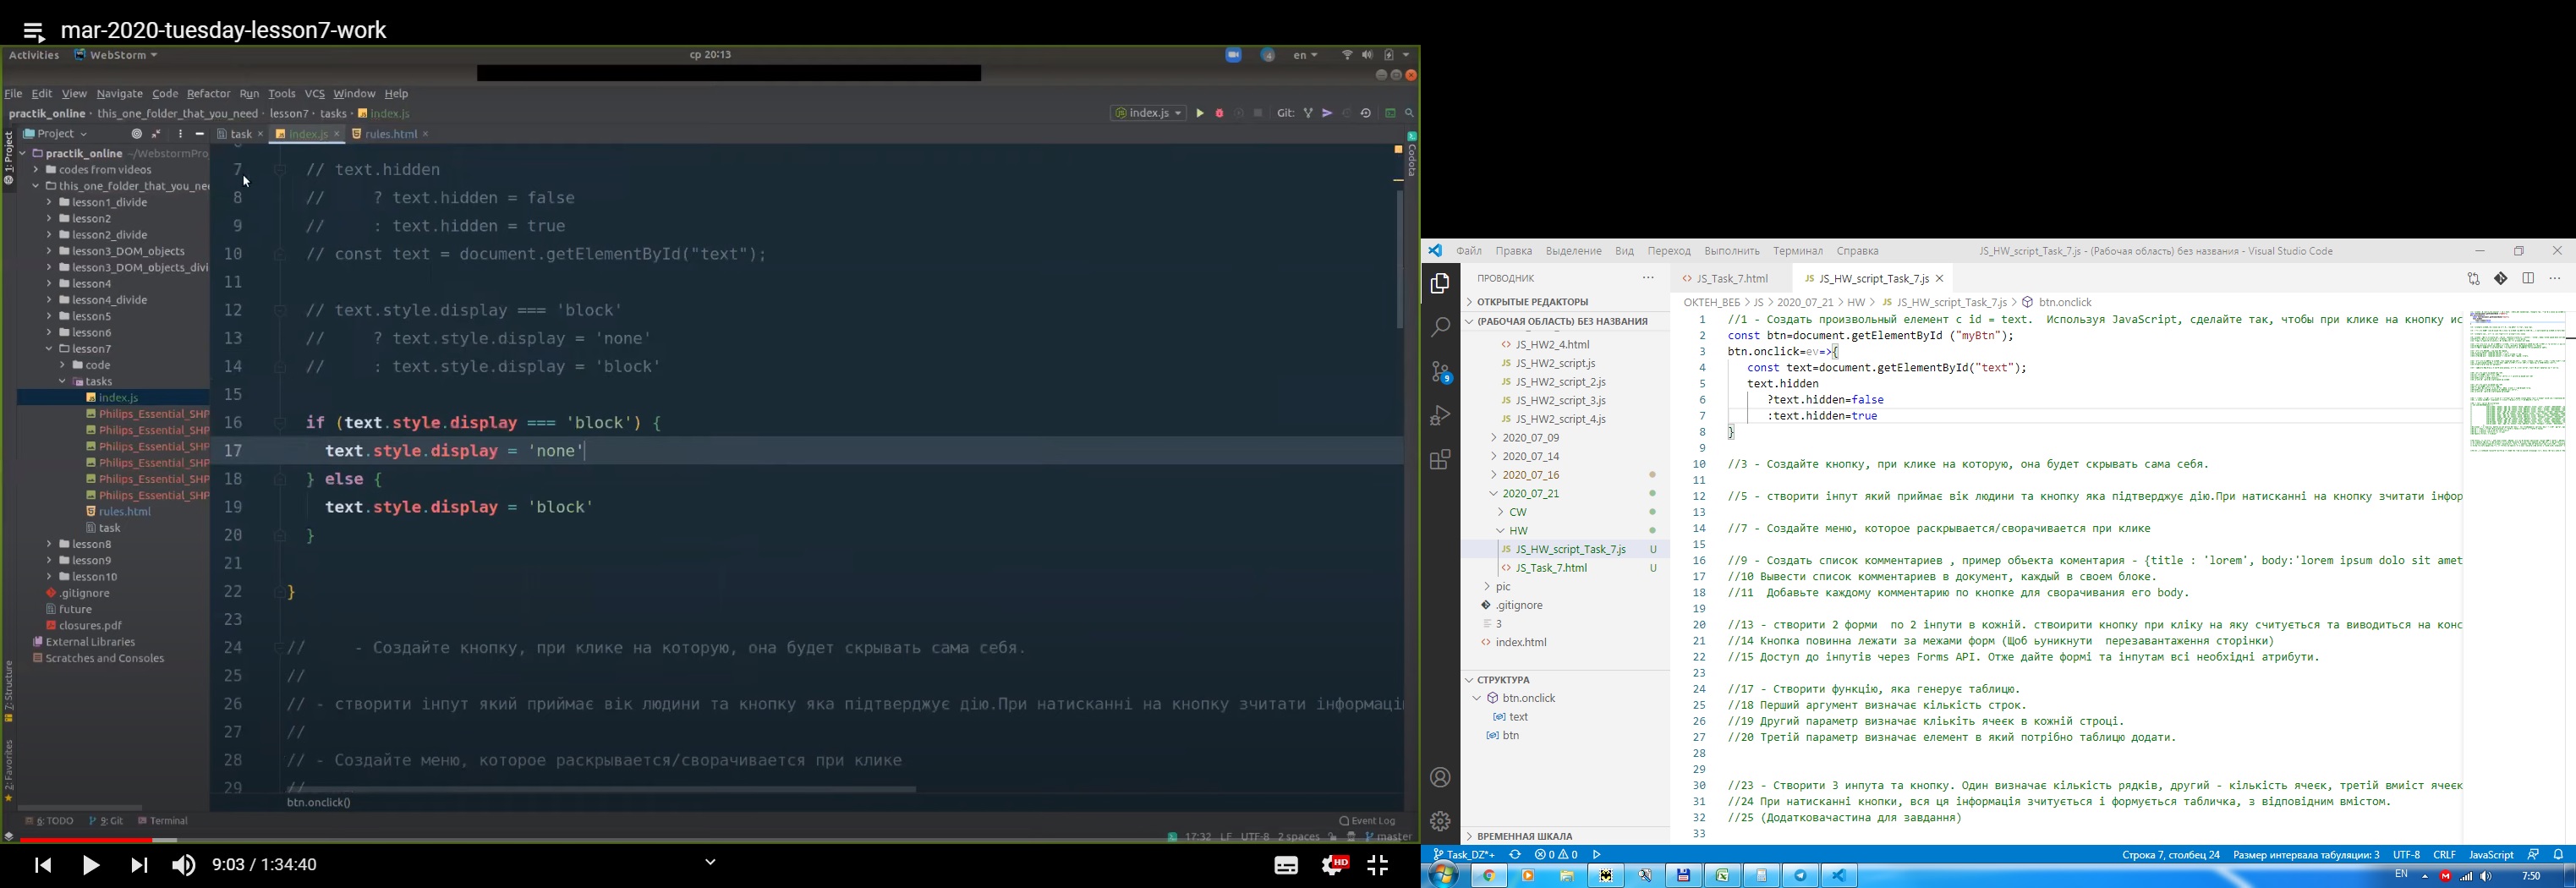 mar-2020-tuesday-lesson7-work
Activities WebStorm ср 20:13 en
File Edit View Navigate Code Refactor Run Tools VCS Window Help
practik_online this_one_folder_that_you_need lesson7 tasks index.js index.js Git:
Project task index.js rules.html
1: Project
7: Structure
2: Favorites
Codota
practik_online ~/WebstormPro
codes from videos
this_one_folder_that_you_nee
lesson1_divide
lesson2
lesson2_divide
lesson3_DOM_objects
lesson3_DOM_objects_divi
lesson4
lesson4_divide
lesson5
lesson6
lesson7
code
tasks
index.js
Philips_Essential_SHP
Philips_Essential_SHP
Philips_Essential_SHP
Philips_Essential_SHP
Philips_Essential_SHP
Philips_Essential_SHP
rules.html
task
lesson8
lesson9
lesson10
.gitignore
future
closures.pdf
External Libraries
Scratches and Consoles
7 // text.hidden
8 // ? text.hidden = false
9 // : text.hidden = true
10 // const text = document.getElementById("text");
11
12 // text.style.display === 'block'
13 // ? text.style.display = 'none'
14 // : text.style.display = 'block'
15
16 if (text.style.display === 'block') {
17 text.style.display = 'none'
18 } else {
19 text.style.display = 'block'
20 }
21
22 }
23
24 // - Создайте кнопку, при клике на которую, она будет скрывать сама себя.
25 //
26 // - створити інпут який приймає вік людини та кнопку яка підтверджує дію.При натисканні на кнопку зчитати інформаці
27 //
28 // - Создайте меню, которое раскрывается/сворачивается при клике
29 //
btn.onclick()
6: TODO 9: Git Terminal Event Log
17:32 LF UTF-8 2 spaces master
9:03 / 1:34:40 HD
Файл Правка Выделение Вид Переход Выполнить Терминал Справка JS_HW_script_Task_7.js - (Рабочая область) без названия - Visual Studio Code
ПРОВОДНИК ··· JS_Task_7.html JS JS_HW_script_Task_7.js
ОТКРЫТЫЕ РЕДАКТОРЫ
(РАБОЧАЯ ОБЛАСТЬ) БЕЗ НАЗВАНИЯ
JS_HW2_4.html
JS JS_HW2_script.js
JS JS_HW2_script_2.js
JS JS_HW2_script_3.js
JS JS_HW2_script_4.js
2020_07_09
2020_07_14
2020_07_16
2020_07_21
CW
HW
JS JS_HW_script_Task_7.js U
JS_Task_7.html U
pic
.gitignore
3
index.html
СТРУКТУРА
btn.onclick
text
btn
ВРЕМЕННАЯ ШКАЛА
9
ОКТЕН_ВЕБ > JS > 2020_07_21 > HW > JS JS_HW_script_Task_7.js > btn.onclick
1 //1 - Создать произвольный елемент с id = text. Используя JavaScript, сделайте так, чтобы при клике на кнопку ис
2 const btn=document.getElementById ("myBtn");
3 btn.onclick=ev=>{
4 const text=document.getElementById("text");
5 text.hidden
6 ?text.hidden=false
7 :text.hidden=true
8 }
9
10 //3 - Создайте кнопку, при клике на которую, она будет скрывать сама себя.
11
12 //5 - створити інпут який приймає вік людини та кнопку яка підтверджує дію.При натисканні на кнопку зчитати інфор
13
14 //7 - Создайте меню, которое раскрывается/сворачивается при клике
15
16 //9 - Создать список комментариев , пример объекта коментария - {title : 'lorem', body:'lorem ipsum dolo sit amet
17 //10 Вывести список комментариев в документ, каждый в своем блоке.
18 //11 Добавьте каждому комментарию по кнопке для сворачивания его body.
19
20 //13 - створити 2 форми по 2 інпути в кожній. ствоирити кнопку при кліку на яку считується та виводиться на конс
21 //14 Кнопка повинна лежати за межами форм (Щоб ьуникнути перезавантаження сторінки)
22 //15 Доступ до інпутів через Forms API. Отже дайте формі та інпутам всі необхідні атрибути.
23
24 //17 - Створити функцію, яка генерує таблицю.
25 //18 Перший аргумент визначає кількість строк.
26 //19 Другий параметр визначає кліькіть ячеєк в кожній строці.
27 //20 Третій параметр визначає елемент в який потрібно таблицю додати.
28
29
30 //23 - Створити 3 инпута та кнопку. Один визначає кількість рядків, другий - кількість ячеєк, третій вмiст ячеєк
31 //24 При натисканні кнопки, вся ця інформація зчитується і формується табличка, з відповідним вмістом.
32 //25 (Додатковачастина для завдання)
33
Task_DZ*+ 0 0 Строка 7, столбец 24 Размер интервала табуляции: 3 UTF-8 CRLF JavaScript
EN 7:50